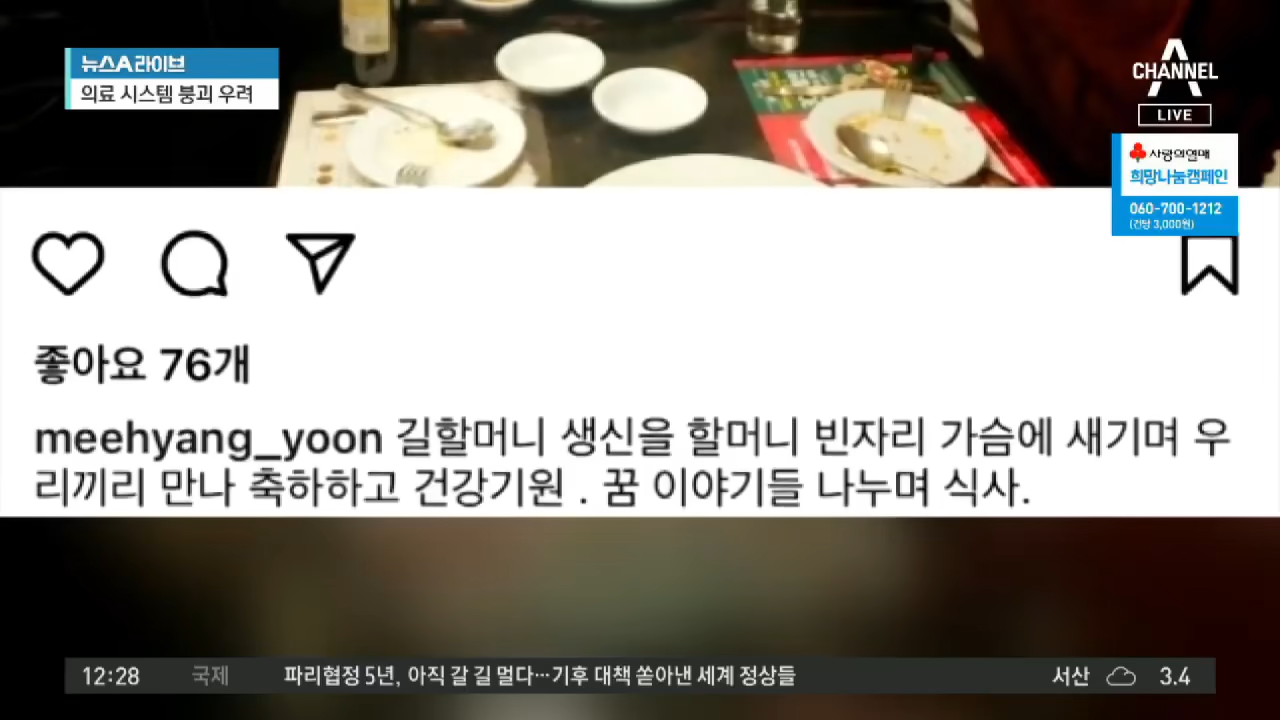 뉴스A 라이브
의료 시스템 붕괴 우려
CHANNEL A
LIVE
사랑의열매
희망나눔캠페인
060-700-1212
(건당 3,000원)
좋아요 76개
meehyang_yoon 길할머니 생신을 할머니 빈자리 가슴에 새기며 우
리끼리 만나 축하하고 건강기원 . 꿈 이야기들 나누며 식사.
12:28 국제 파리협정 5년, 아직 갈 길 멀다…기후 대책 쏟아낸 세계 정상들 서산 3.4